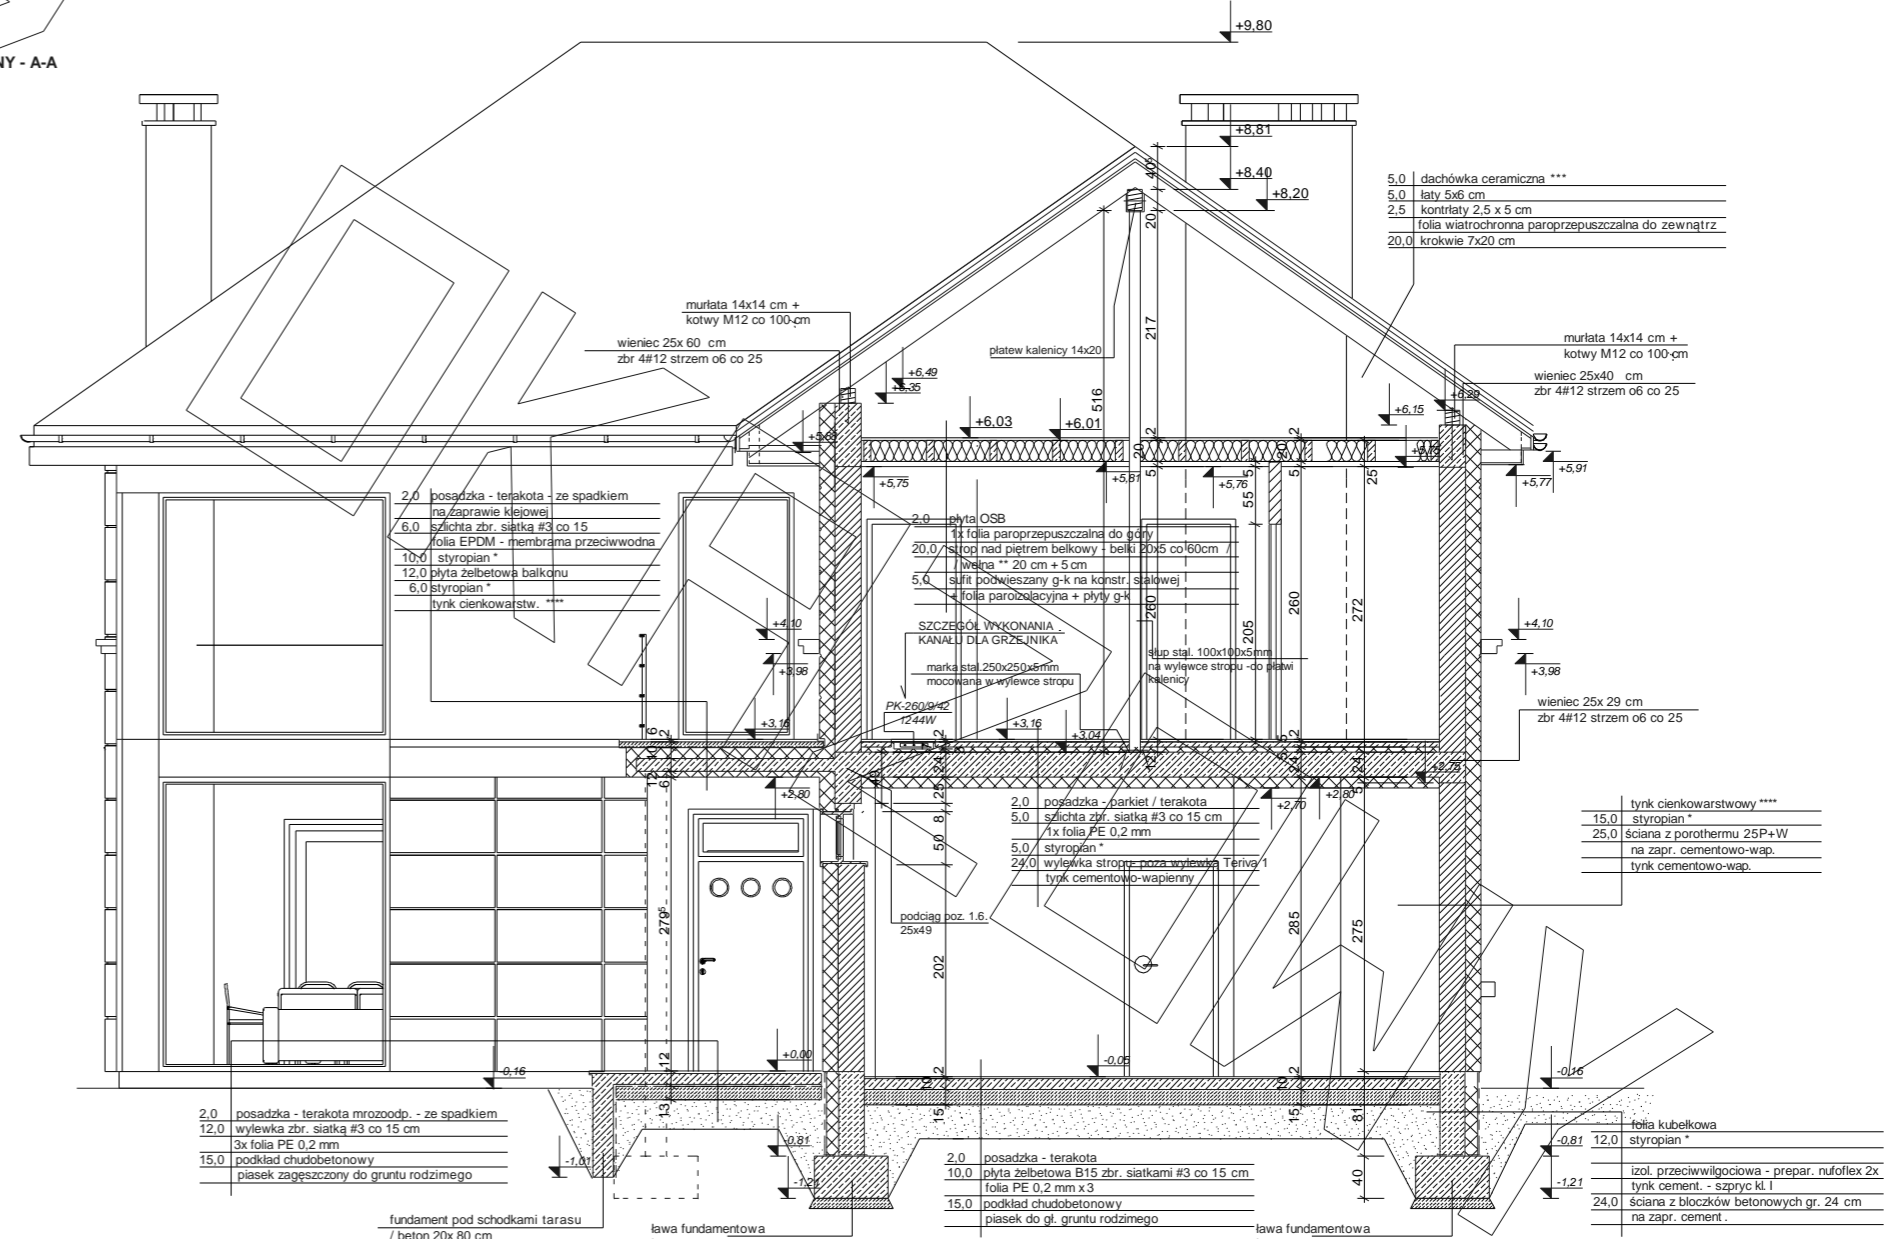 NY - A-A
+9,80
+8,81
+8,40
+8,20
40⁵
20
217
516
5,0 dachówka ceramiczna ***
5,0 łaty 5x6 cm
2,5 kontrłaty 2,5 x 5 cm
folia wiatrochronna paroprzepuszczalna do zewnątrz
20,0 krokwie 7x20 cm
murłata 14x14 cm +
kotwy M12 co 100 cm
wieniec 25x 60 cm
zbr 4#12 strzem o6 co 25
płatew kalenicy 14x20
murłata 14x14 cm +
kotwy M12 co 100 cm
wieniec 25x40 cm
zbr 4#12 strzem o6 co 25
+6,49
+6,35
+6,03
+6,01
+6,15
+6,29
+5,75
+5,81
+5,76
+5,91
+5,77
2,0 posadzka - terakota - ze spadkiem
na zaprawie klejowej
6,0 szlichta zbr. siatką #3 co 15
folia EPDM - membrama przeciwwodna
10,0 styropian *
12,0 płyta żelbetowa balkonu
6,0 styropian *
tynk cienkowarstw. ****
2,0 płyta OSB
1x folia paroprzepuszczalna do góry
20,0 strop nad piętrem belkowy - belki 20x5 co 60cm /
/ wełna ** 20 cm + 5 cm
5,0 sufit podwieszany g-k na konstr. stalowej
+ folia paroizolacyjna + płyty g-k
55
25
260
260
272
205
SZCZEGÓŁ WYKONANIA
KANAŁU DLA GRZEJNIKA
marka stal.250x250x5mm
mocowana w wylewce stropu
słup stal. 100x100x5mm
na wylewce stropu -do płatwi
kalenicy
PK-260/9/42
1244W
+4,10
+3,98
+4,10
+3,98
+3,16
+3,16
+3,04
wieniec 25x 29 cm
zbr 4#12 strzem o6 co 25
+2,75
+2,80
+2,70
+2,80
2,0 posadzka - parkiet / terakota
5,0 szlichta zbr. siatką #3 co 15 cm
1x folia PE 0,2 mm
5,0 styropian *
24,0 wylewka stropu- poza wylewką Teriva 1
tynk cementowo-wapienny
tynk cienkowarstwowy ****
15,0 styropian *
25,0 ściana z porothermu 25P+W
na zapr. cementowo-wap.
tynk cementowo-wap.
podciąg poz. 1.6.
25x49
24
25
8
50
202
279⁵
285
275
+0,00
-0,05
-0,16
-0,16
12
13
10
2
15
10
2
15
81
40
-0,81
-1,21
-1,01
-0,81
-1,21
2,0 posadzka - terakota mrozoodp. - ze spadkiem
12,0 wylewka zbr. siatką #3 co 15 cm
3x folia PE 0,2 mm
15,0 podkład chudobetonowy
piasek zagęszczony do gruntu rodzimego
fundament pod schodkami tarasu
/ beton 20x 80 cm
ława fundamentowa
2,0 posadzka - terakota
10,0 płyta żelbetowa B15 zbr. siatkami #3 co 15 cm
folia PE 0,2 mm x 3
15,0 podkład chudobetonowy
piasek do gł. gruntu rodzimego
ława fundamentowa
folia kubełkowa
12,0 styropian *
izol. przeciwwilgociowa - prepar. nufoflex 2x
tynk cement. - szpryc kl. I
24,0 ściana z bloczków betonowych gr. 24 cm
na zapr. cement .